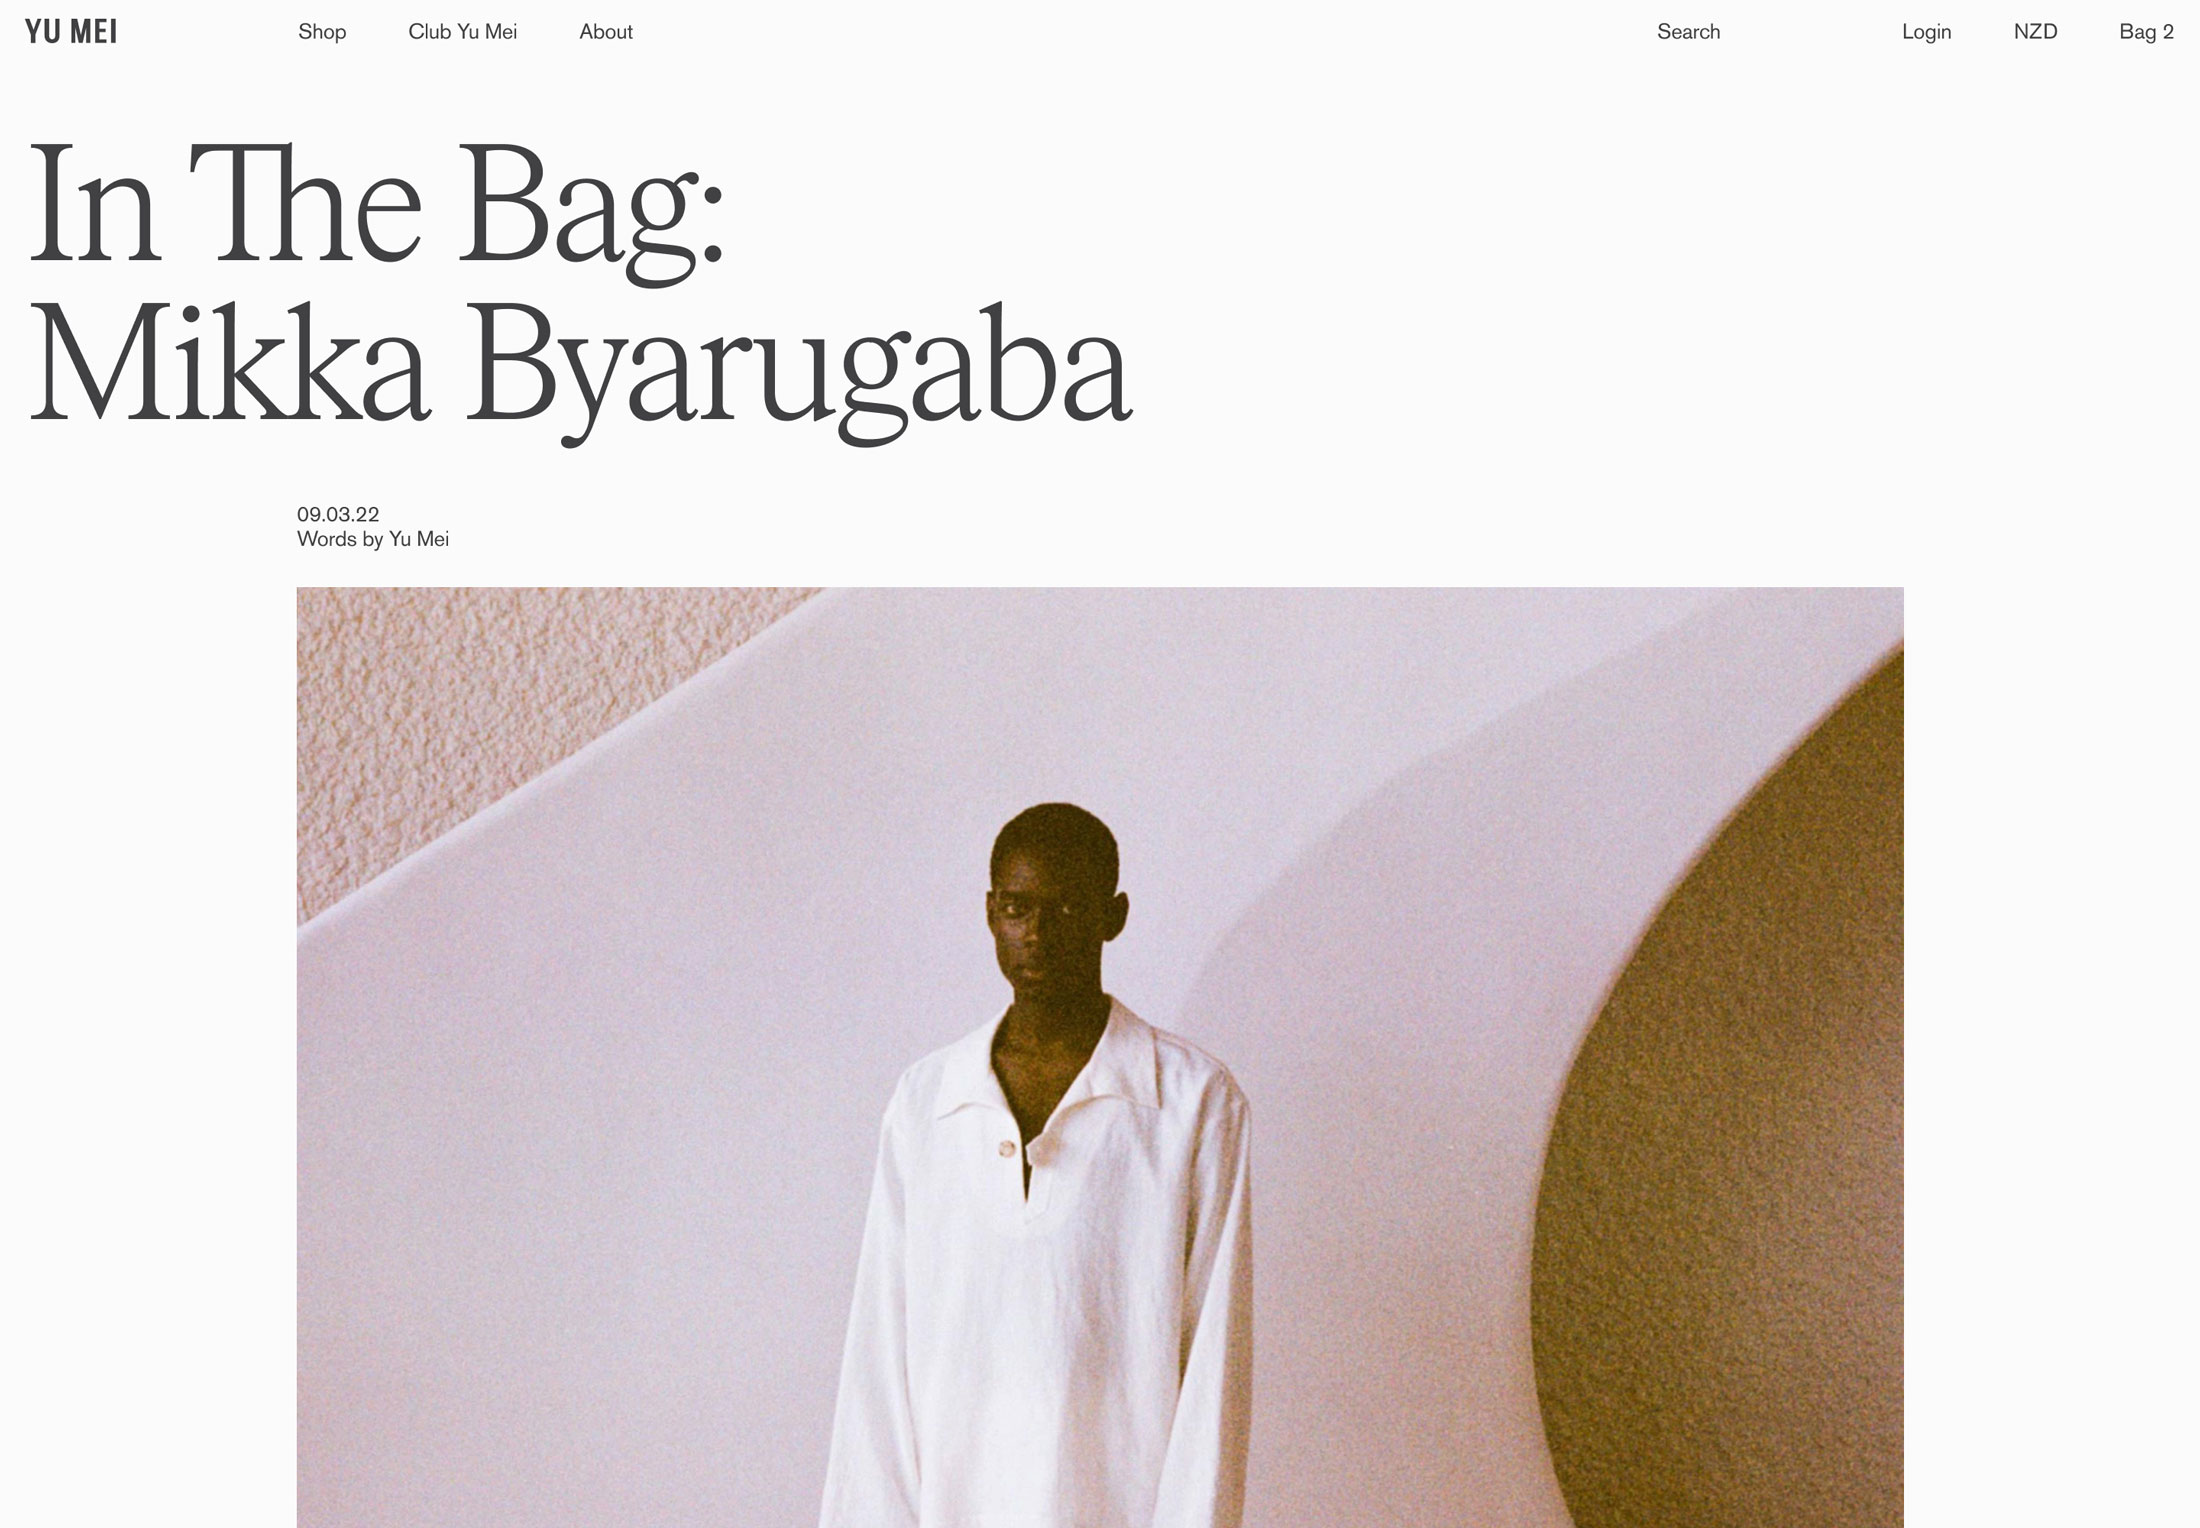 YU MEI
Shop
Club Yu Mei
About
Search
Login
NZD
Bag 2
In The Bag:
Mikka Byarugaba
09.03.22
Words by Yu Mei